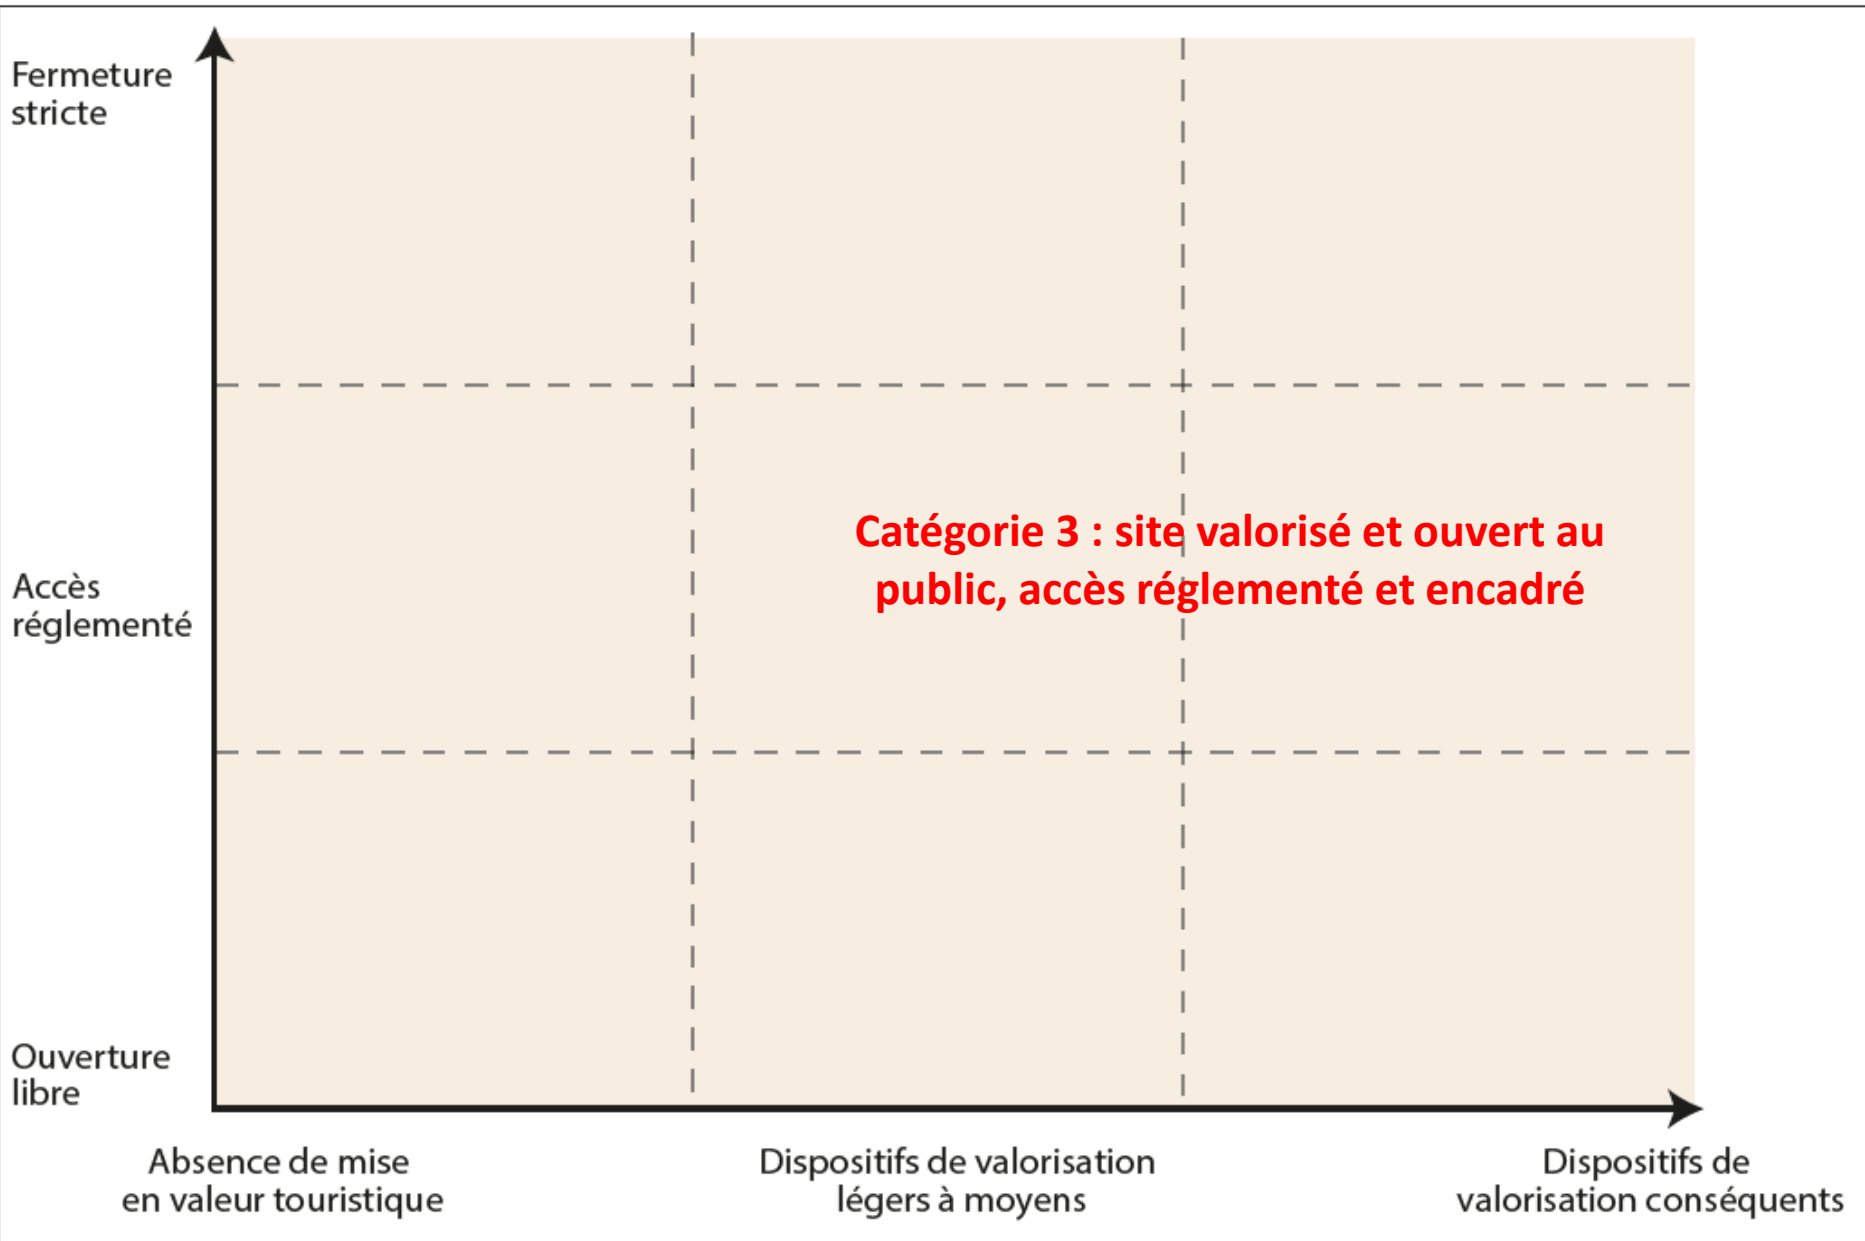 Fermeture
stricte
Catégorie 3 : site valorisé et ouvert au
public, accès réglementé et encadré
Accès
réglementé
Ouverture
libre
Absence de mise
en valeur touristique
Dispositifs de valorisation
légers à moyens
Dispositifs de
valorisation conséquents